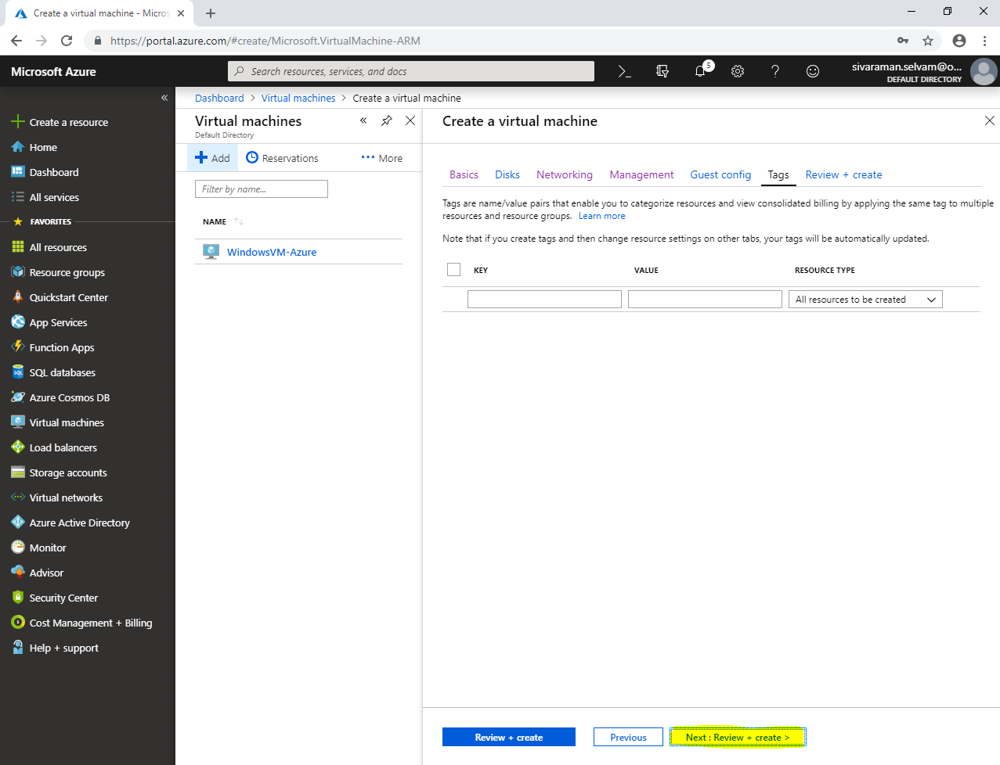 Create a virtual machine - Micros
https://portal.azure.com/#create/Microsoft.VirtualMachine-ARM
Microsoft Azure
Search resources, services, and docs
5
sivaraman.selvam@o...
DEFAULT DIRECTORY
Create a resource
Home
Dashboard
All services
FAVORITES
All resources
Resource groups
Quickstart Center
App Services
Function Apps
SQL databases
Azure Cosmos DB
Virtual machines
Load balancers
Storage accounts
Virtual networks
Azure Active Directory
Monitor
Advisor
Security Center
Cost Management + Billing
Help + support
Dashboard > Virtual machines > Create a virtual machine
Virtual machines
Default Directory
Add
Reservations
More
Filter by name...
NAME
WindowsVM-Azure
Create a virtual machine
Basics Disks Networking Management Guest config Tags Review + create
Tags are name/value pairs that enable you to categorize resources and view consolidated billing by applying the same tag to multiple
resources and resource groups. Learn more
Note that if you create tags and then change resource settings on other tabs, your tags will be automatically updated.
KEY VALUE RESOURCE TYPE
All resources to be created
Review + create
Previous
Next : Review + create >